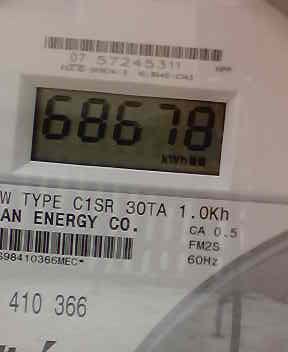 07 57245311
68678
kWh
W TYPE C1SR 30TA 1.0Kh
AN ENERGY CO.
CA 0.5
FM2S
60Hz
S98410366MEC*
410 366